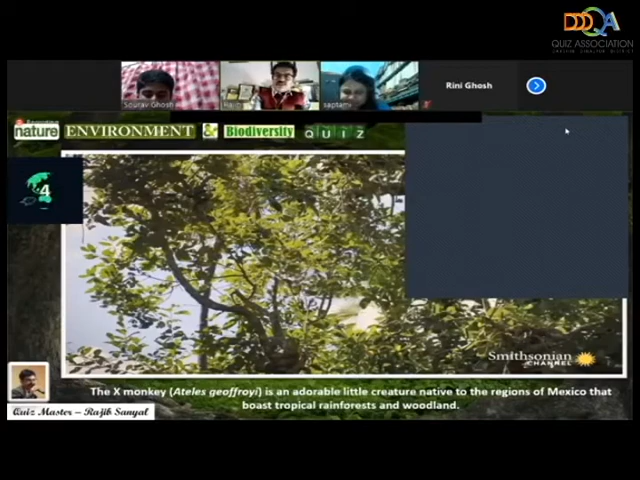 DDDQA
QUIZ ASSOCIATION
Sourav Ghosh
Rajib
saptami
Rini Ghosh
nature ENVIRONMENT & Biodiversity QUIZ
4
Smithsonian
CHANNEL
The X monkey (Ateles geoffroyi) is an adorable little creature native to the regions of Mexico that
boast tropical rainforests and woodland.
Quiz Master – Rajib Sanyal